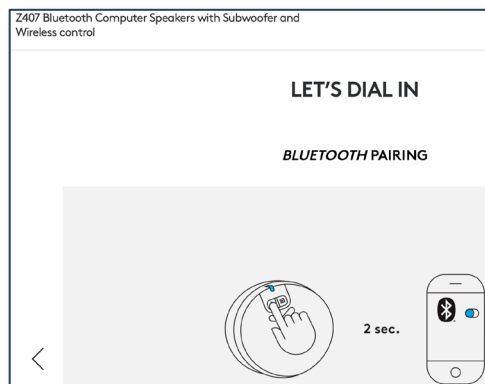 Z407 Bluetooth Computer Speakers with Subwoofer and
Wireless control
LET'S DIAL IN
BLUETOOTH PAIRING
2 sec.